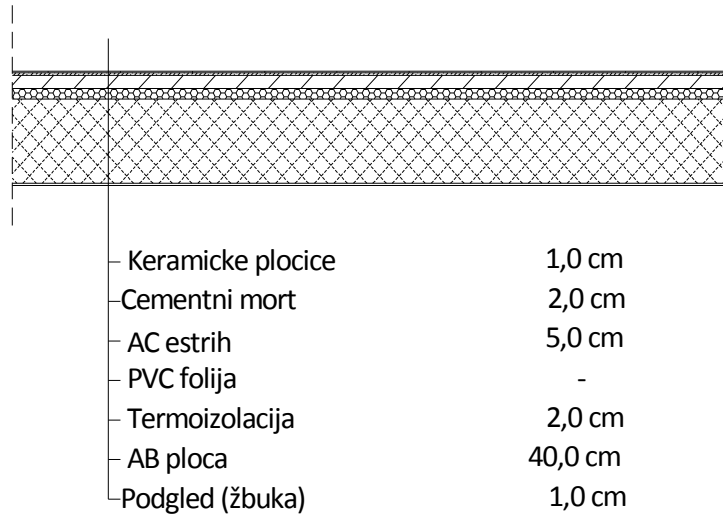 Keramicke plocice 1,0 cm
Cementni mort 2,0 cm
AC estrih 5,0 cm
PVC folija -
Termoizolacija 2,0 cm
AB ploca 40,0 cm
Podgled (žbuka) 1,0 cm